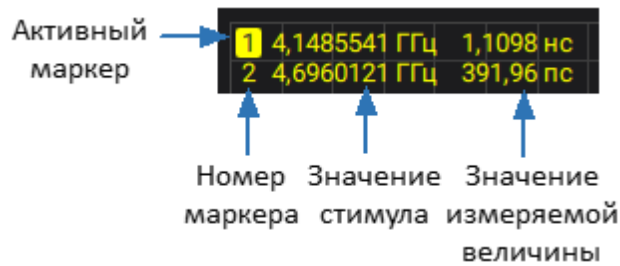 Активный
маркер
1 4,1485541 ГГц 1,1098 нс
2 4,6960121 ГГц 391,96 пс
Номер
маркера
Значение
стимула
Значение
измеряемой
величины